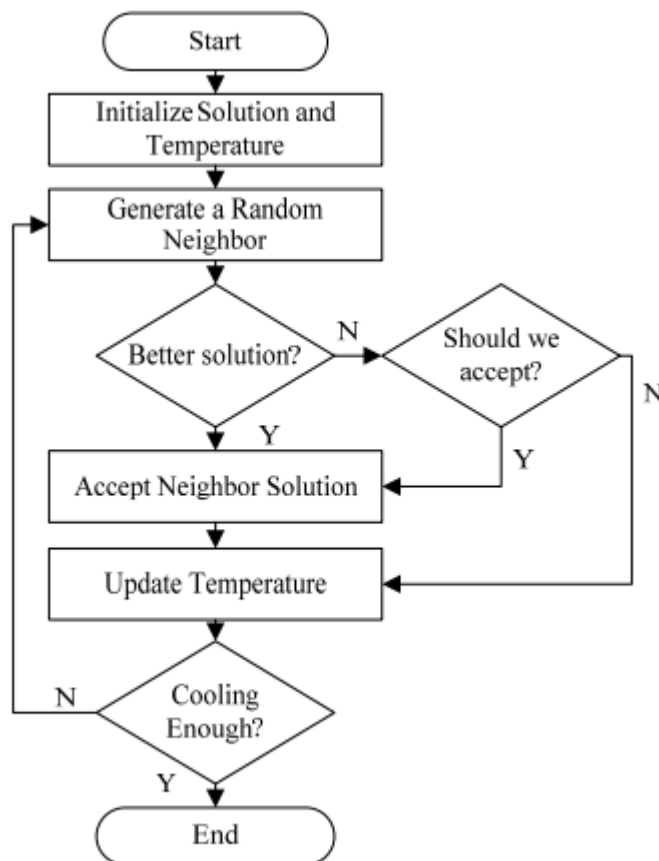 Start
Initialize Solution and
Temperature
Generate a Random
Neighbor
Better solution?
N
Should we
accept?
N
Y
Y
Accept Neighbor Solution
Update Temperature
Cooling
Enough?
N
Y
End